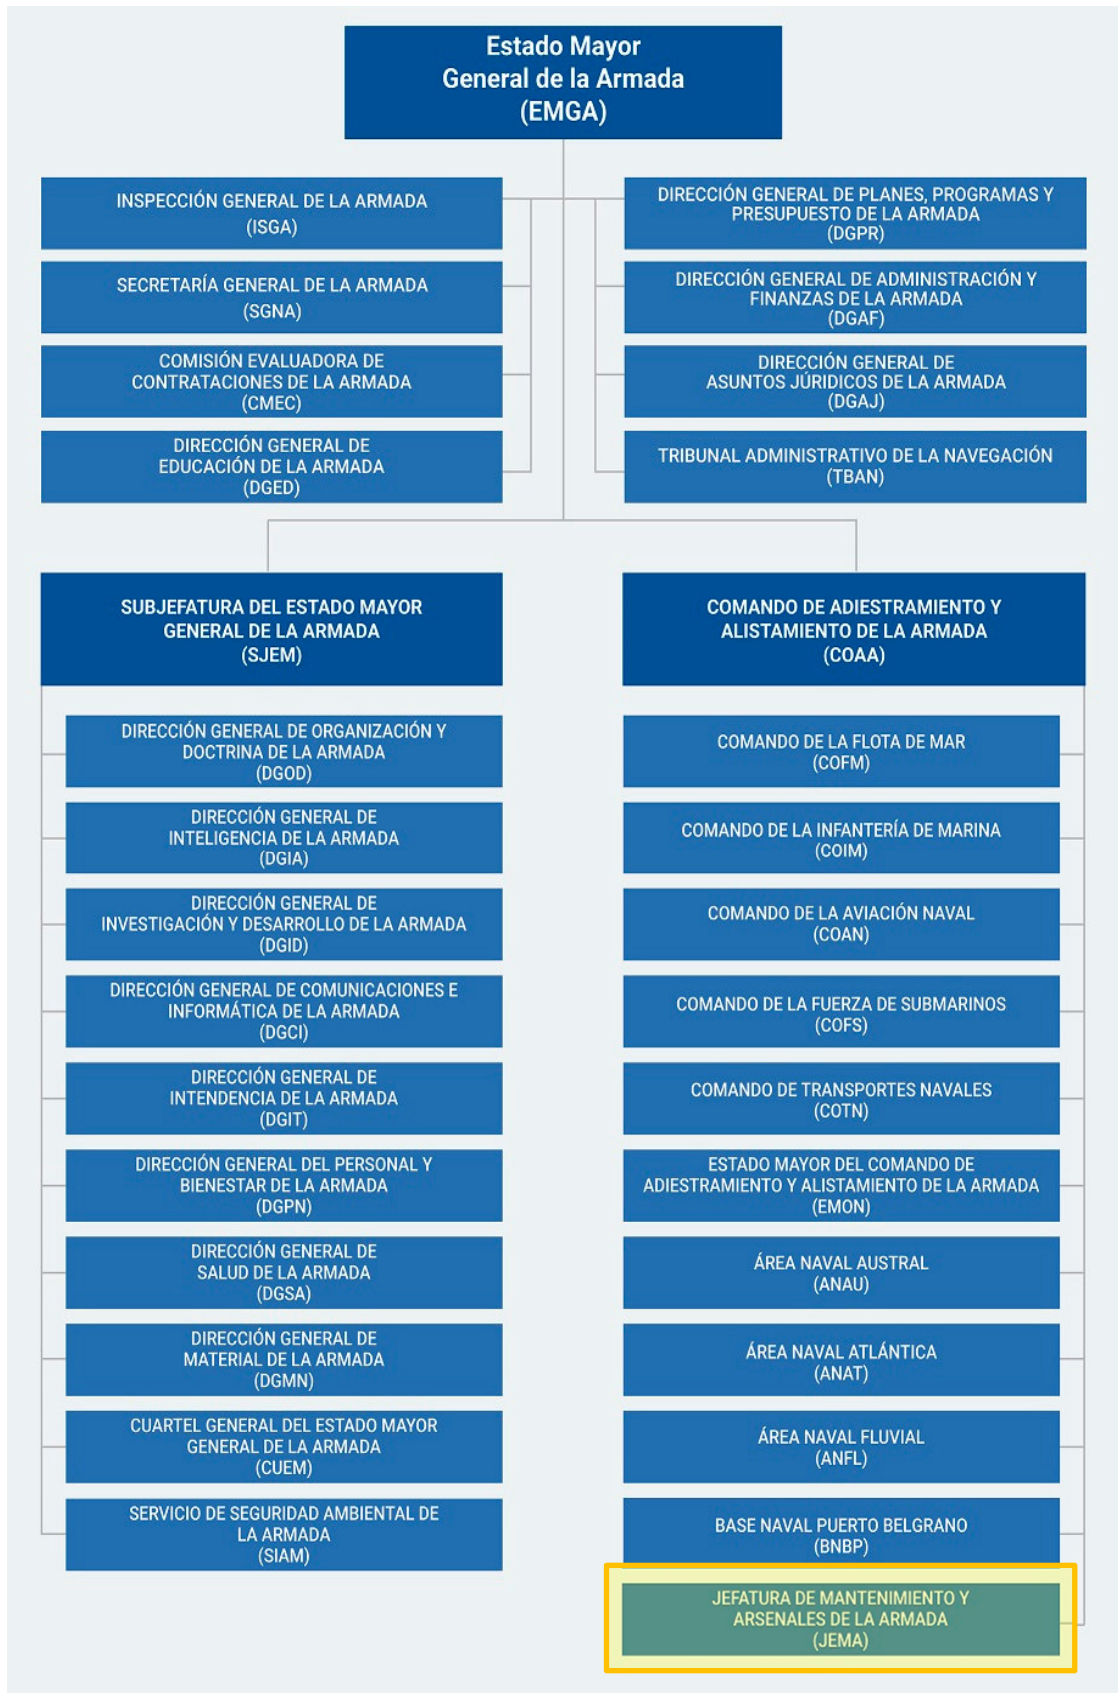 Estado Mayor
General de la Armada
(EMGA)
INSPECCIÓN GENERAL DE LA ARMADA
(ISGA)
SECRETARÍA GENERAL DE LA ARMADA
(SGNA)
COMISIÓN EVALUADORA DE
CONTRATACIONES DE LA ARMADA
(CMEC)
DIRECCIÓN GENERAL DE
EDUCACIÓN DE LA ARMADA
(DGED)
DIRECCIÓN GENERAL DE PLANES, PROGRAMAS Y
PRESUPUESTO DE LA ARMADA
(DGPR)
DIRECCIÓN GENERAL DE ADMINISTRACIÓN Y
FINANZAS DE LA ARMADA
(DGAF)
DIRECCIÓN GENERAL DE
ASUNTOS JÚRIDICOS DE LA ARMADA
(DGAJ)
TRIBUNAL ADMINISTRATIVO DE LA NAVEGACIÓN
(TBAN)
SUBJEFATURA DEL ESTADO MAYOR
GENERAL DE LA ARMADA
(SJEM)
DIRECCIÓN GENERAL DE ORGANIZACIÓN Y
DOCTRINA DE LA ARMADA
(DGOD)
DIRECCIÓN GENERAL DE
INTELIGENCIA DE LA ARMADA
(DGIA)
DIRECCIÓN GENERAL DE
INVESTIGACIÓN Y DESARROLLO DE LA ARMADA
(DGID)
DIRECCIÓN GENERAL DE COMUNICACIONES E
INFORMÁTICA DE LA ARMADA
(DGCI)
DIRECCIÓN GENERAL DE
INTENDENCIA DE LA ARMADA
(DGIT)
DIRECCIÓN GENERAL DEL PERSONAL Y
BIENESTAR DE LA ARMADA
(DGPN)
DIRECCIÓN GENERAL DE
SALUD DE LA ARMADA
(DGSA)
DIRECCIÓN GENERAL DE
MATERIAL DE LA ARMADA
(DGMN)
CUARTEL GENERAL DEL ESTADO MAYOR
GENERAL DE LA ARMADA
(CUEM)
SERVICIO DE SEGURIDAD AMBIENTAL DE
LA ARMADA
(SIAM)
COMANDO DE ADIESTRAMIENTO Y
ALISTAMIENTO DE LA ARMADA
(COAA)
COMANDO DE LA FLOTA DE MAR
(COFM)
COMANDO DE LA INFANTERÍA DE MARINA
(COIM)
COMANDO DE LA AVIACIÓN NAVAL
(COAN)
COMANDO DE LA FUERZA DE SUBMARINOS
(COFS)
COMANDO DE TRANSPORTES NAVALES
(COTN)
ESTADO MAYOR DEL COMANDO DE
ADIESTRAMIENTO Y ALISTAMIENTO DE LA ARMADA
(EMON)
ÁREA NAVAL AUSTRAL
(ANAU)
ÁREA NAVAL ATLÁNTICA
(ANAT)
ÁREA NAVAL FLUVIAL
(ANFL)
BASE NAVAL PUERTO BELGRANO
(BNBP)
JEFATURA DE MANTENIMIENTO Y
ARSENALES DE LA ARMADA
(JEMA)